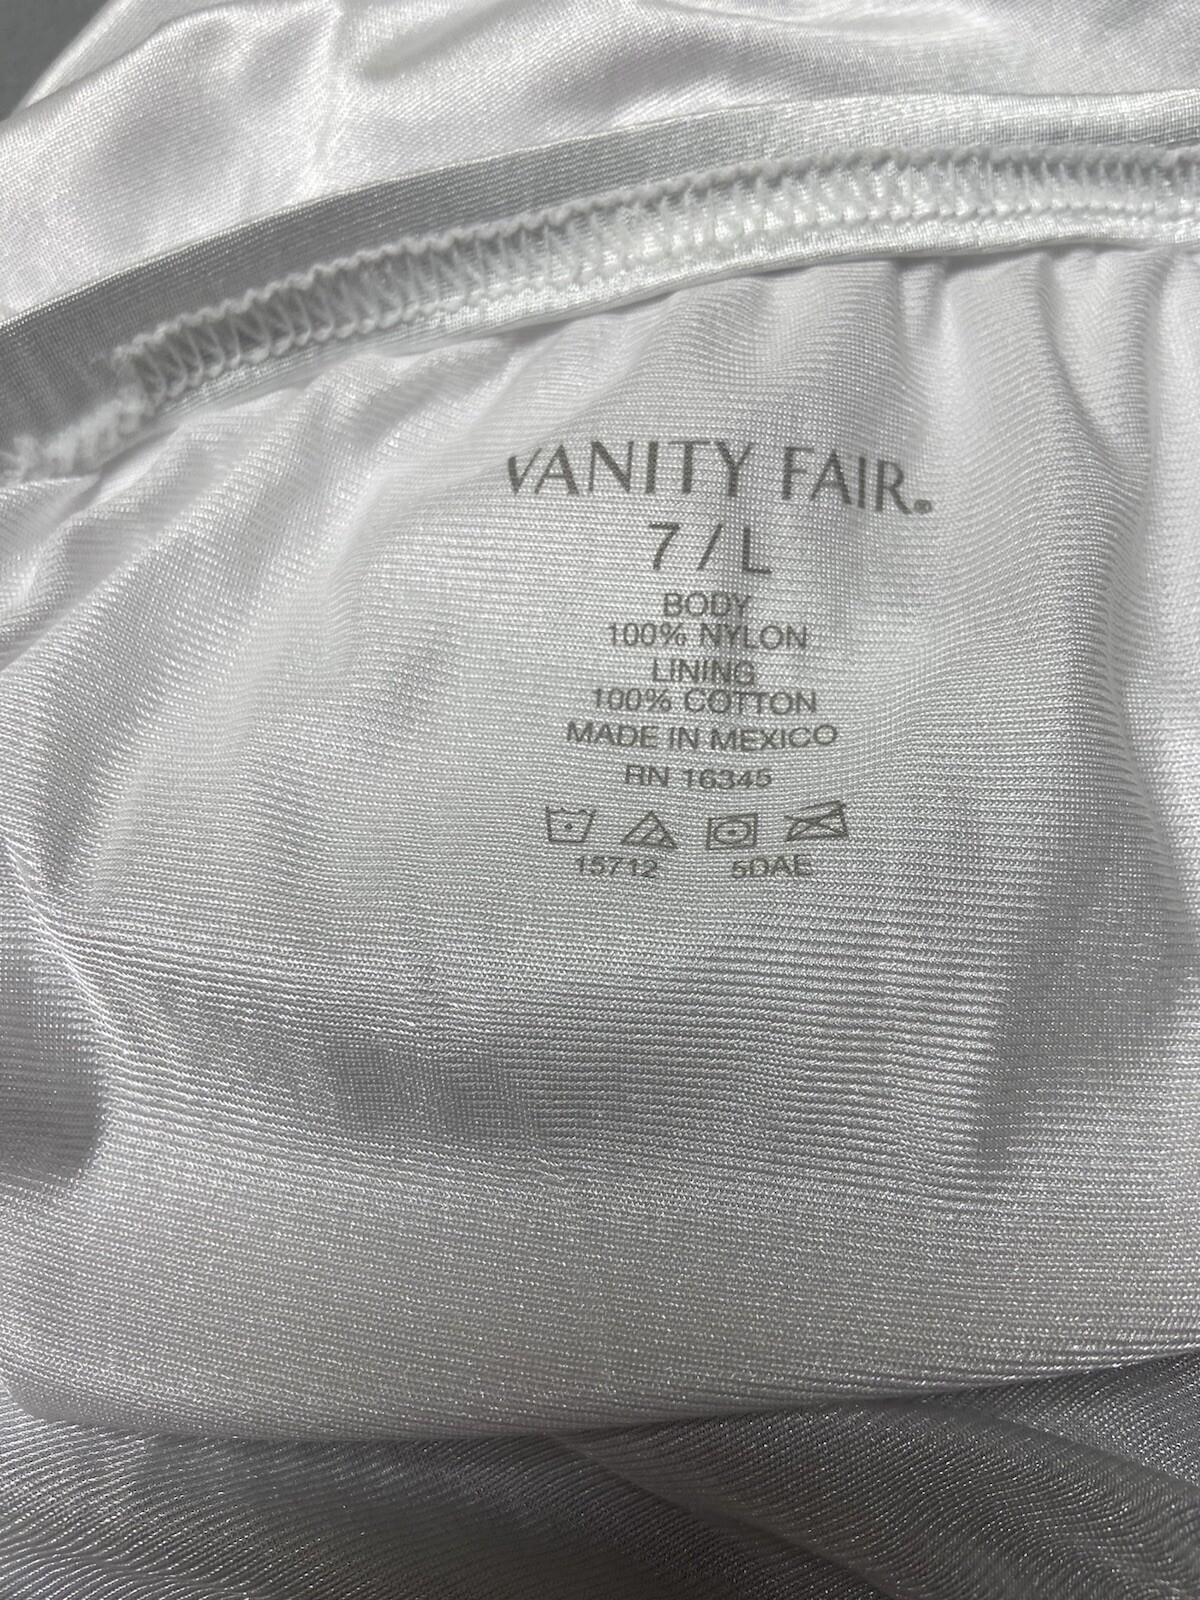 VANITY FAIR®
7 / L
BODY
100% NYLON
LINING
100% COTTON
MADE IN MEXICO
RN 16345
15712 5DAE